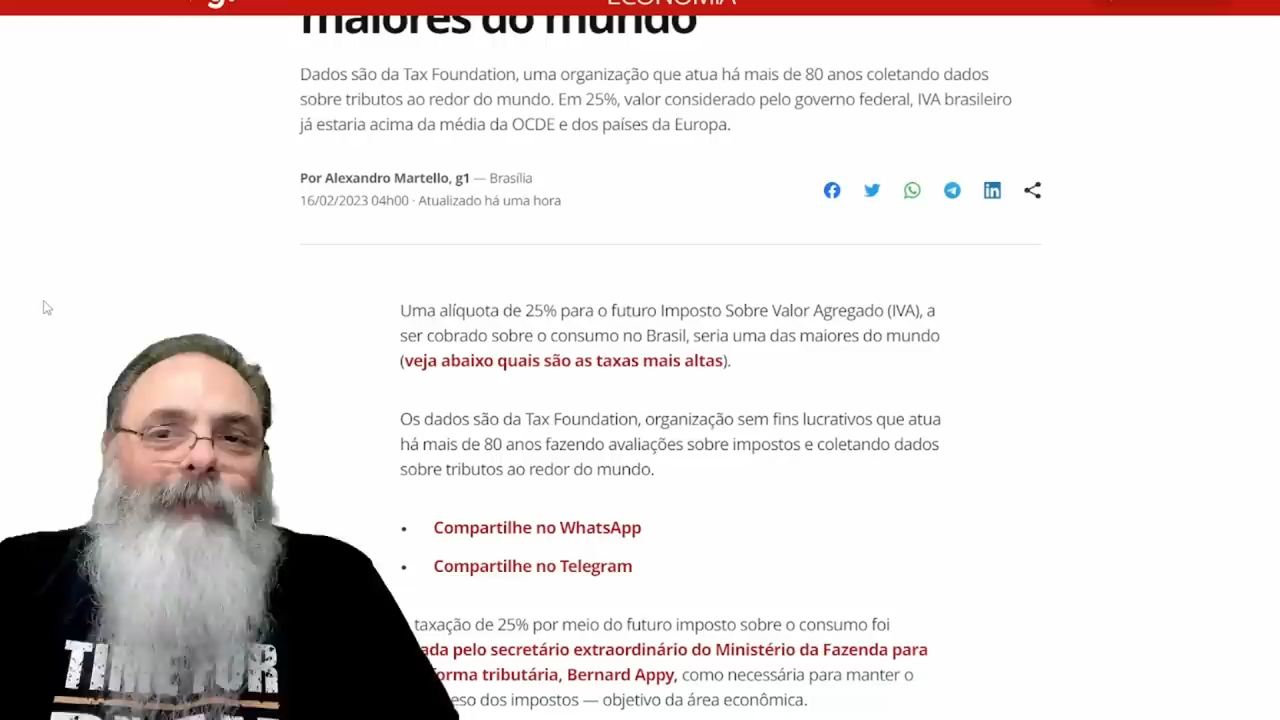 g1
ECONOMIA
maiores do mundo
Dados são da Tax Foundation, uma organização que atua há mais de 80 anos coletando dados
sobre tributos ao redor do mundo. Em 25%, valor considerado pelo governo federal, IVA brasileiro
já estaria acima da média da OCDE e dos países da Europa.
Por Alexandro Martello, g1 — Brasília
16/02/2023 04h00 · Atualizado há uma hora
Uma alíquota de 25% para o futuro Imposto Sobre Valor Agregado (IVA), a
ser cobrado sobre o consumo no Brasil, seria uma das maiores do mundo
(veja abaixo quais são as taxas mais altas).
Os dados são da Tax Foundation, organização sem fins lucrativos que atua
há mais de 80 anos fazendo avaliações sobre impostos e coletando dados
sobre tributos ao redor do mundo.
• Compartilhe no WhatsApp
• Compartilhe no Telegram
taxação de 25% por meio do futuro imposto sobre o consumo foi
ada pelo secretário extraordinário do Ministério da Fazenda para
orma tributária, Bernard Appy, como necessária para manter o
eso dos impostos — objetivo da área econômica.
TIME FOR